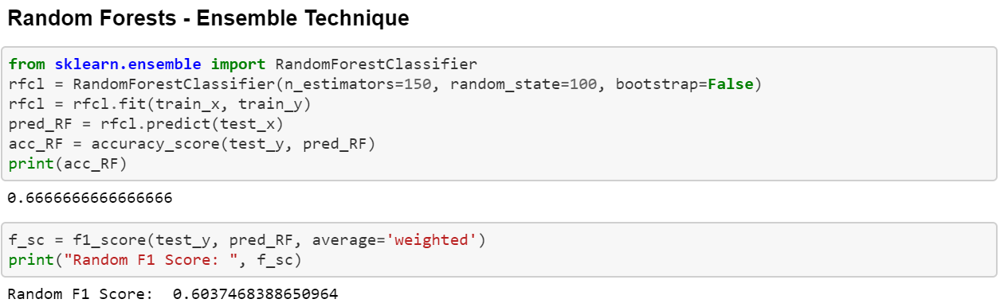 Random Forests - Ensemble Technique
from sklearn.ensemble import RandomForestClassifier
rfcl = RandomForestClassifier(n_estimators=150, random_state=100, bootstrap=False)
rfcl = rfcl.fit(train_x, train_y)
pred_RF = rfcl.predict(test_x)
acc_RF = accuracy_score(test_y, pred_RF)
print(acc_RF)
0.6666666666666666
f_sc = f1_score(test_y, pred_RF, average='weighted')
print("Random F1 Score: ", f_sc)
Random F1 Score:  0.6037468388650964